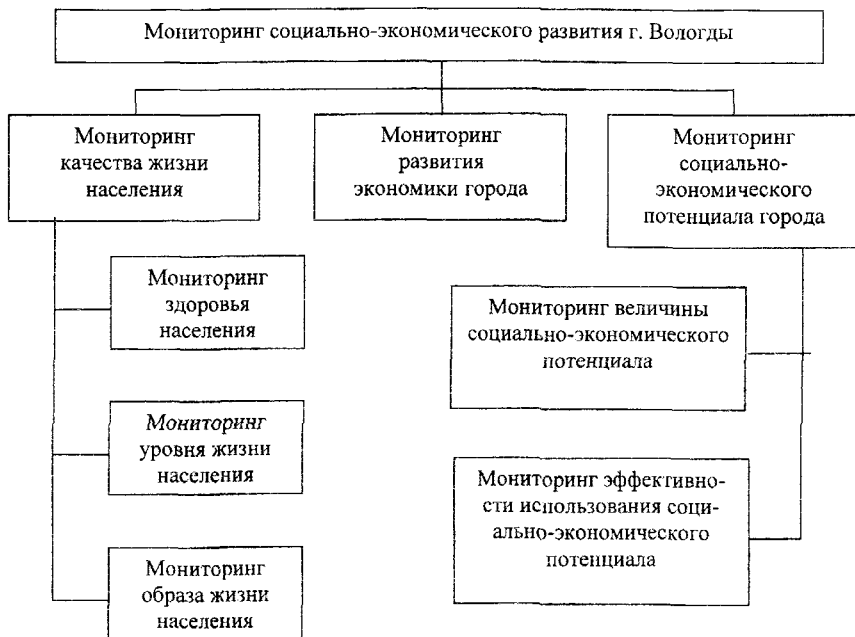 Мониторинг социально-экономического развития г. Вологды
Мониторинг
качества жизни
населения
Мониторинг
развития
экономики города
Мониторинг
социально-
экономического
потенциала города
Мониторинг
здоровья
населения
Мониторинг
уровня жизни
населения
Мониторинг
образа жизни
населения
Мониторинг величины
социально-экономического
потенциала
Мониторинг эффективно-
сти использования соци-
ально-экономического
потенциала